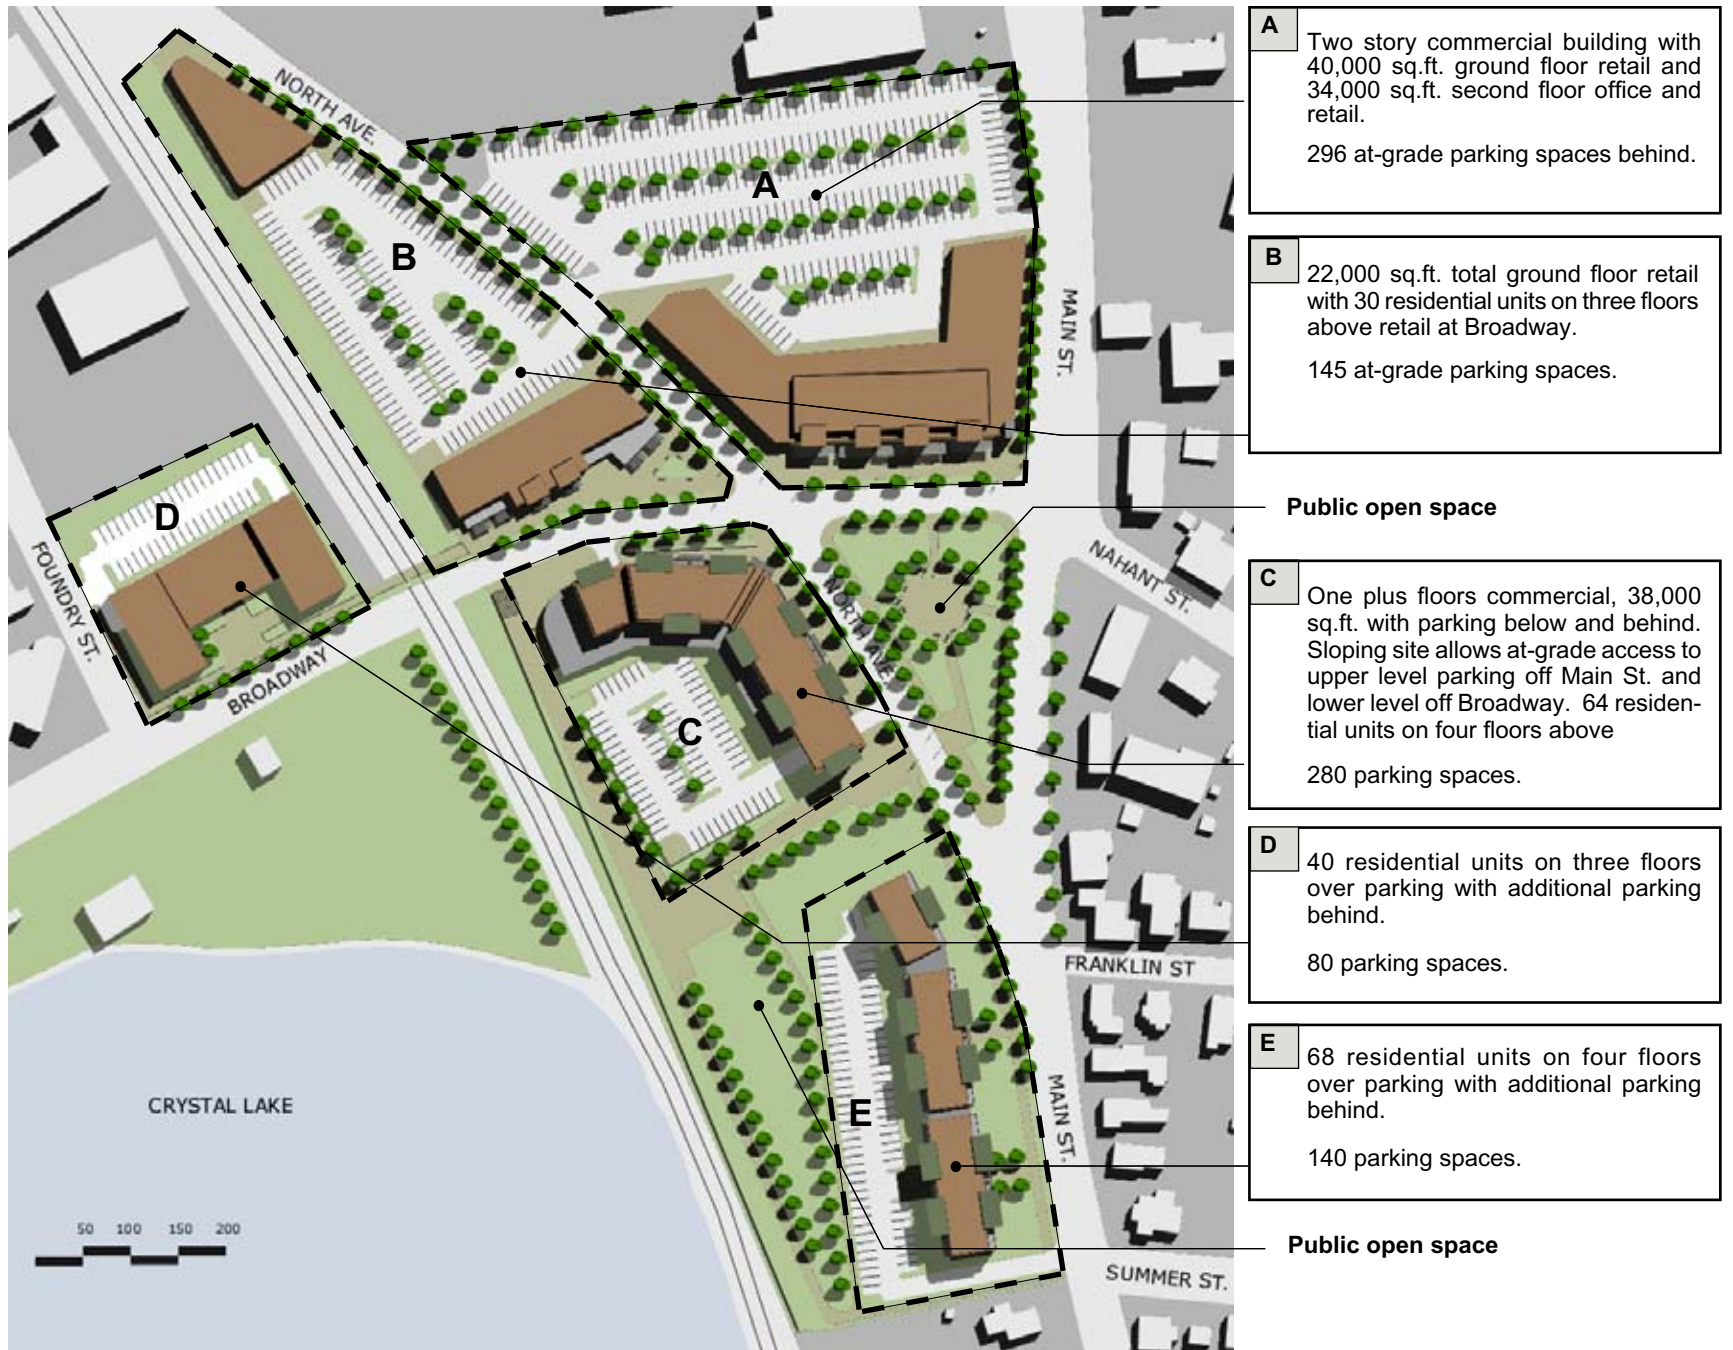 A
Two story commercial building with
40,000 sq.ft. ground floor retail and
34,000 sq.ft. second floor office and
retail.
296 at-grade parking spaces behind.
B
22,000 sq.ft. total ground floor retail
with 30 residential units on three floors
above retail at Broadway.
145 at-grade parking spaces.
Public open space
C
One plus floors commercial, 38,000
sq.ft. with parking below and behind.
Sloping site allows at-grade access to
upper level parking off Main St. and
lower level off Broadway. 64 residen-
tial units on four floors above
280 parking spaces.
D
40 residential units on three floors
over parking with additional parking
behind.
80 parking spaces.
E
68 residential units on four floors
over parking with additional parking
behind.
140 parking spaces.
Public open space
NORTH AVE.
A
B
MAIN ST.
D
FOUNDRY ST.
BROADWAY
NORTH AVE.
NAHANT ST.
C
FRANKLIN ST
E
MAIN ST.
CRYSTAL LAKE
50 100 150 200
SUMMER ST.